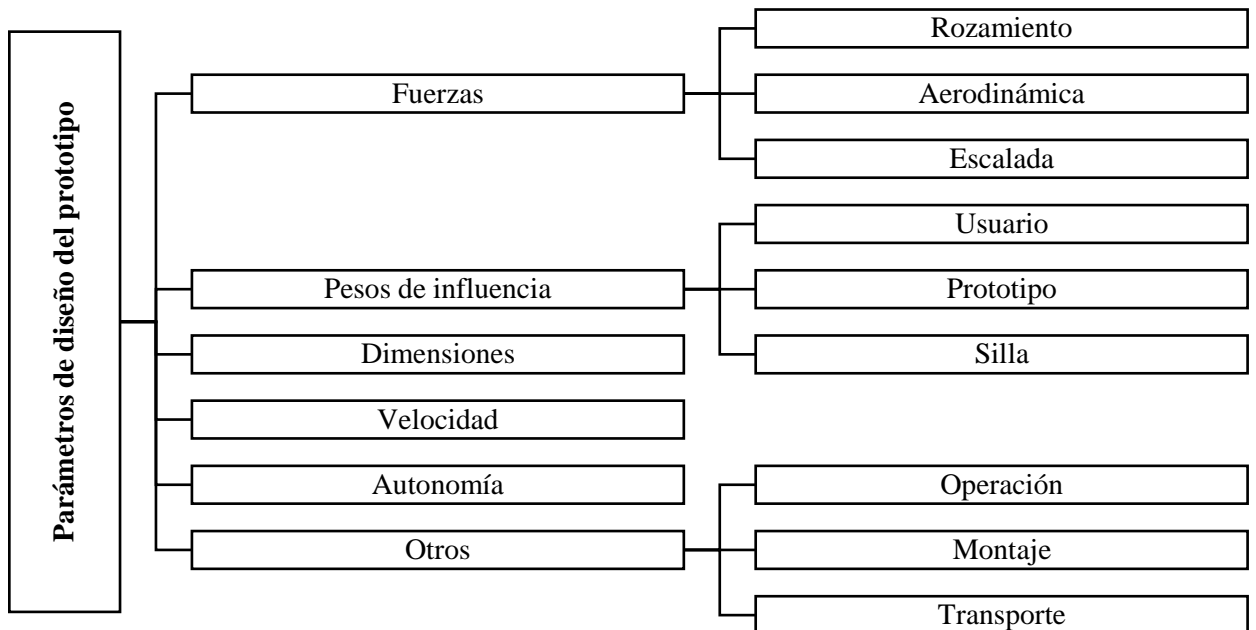 Parámetros de diseño del prototipo
Fuerzas
Rozamiento
Aerodinámica
Escalada
Pesos de influencia
Usuario
Prototipo
Silla
Dimensiones
Velocidad
Autonomía
Otros
Operación
Montaje
Transporte